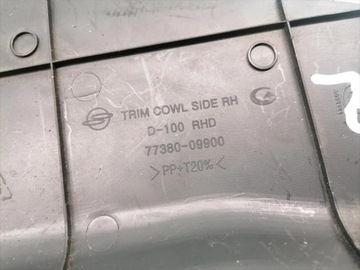 TRIM COWL SIDE RH
D-100 RHD
77380-09900
>PP+T20%<